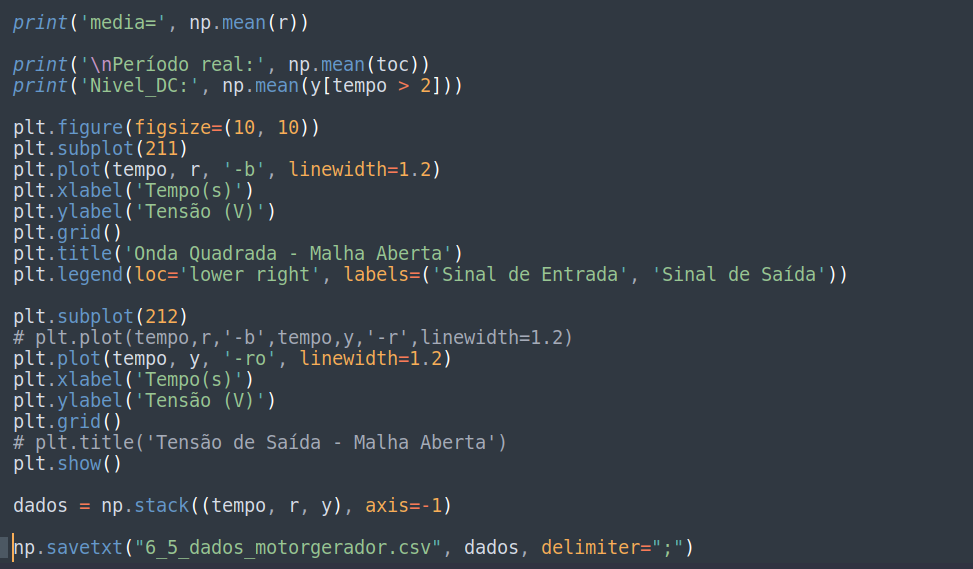 print('media=', np.mean(r))
print('\nPeríodo real:', np.mean(toc))
print('Nivel_DC:', np.mean(y[tempo > 2]))
plt.figure(figsize=(10, 10))
plt.subplot(211)
plt.plot(tempo, r, '-b', linewidth=1.2)
plt.xlabel('Tempo(s)')
plt.ylabel('Tensão (V)')
plt.grid()
plt.title('Onda Quadrada - Malha Aberta')
plt.legend(loc='lower right', labels=('Sinal de Entrada', 'Sinal de Saída'))
plt.subplot(212)
# plt.plot(tempo,r,'-b',tempo,y,'-r',linewidth=1.2)
plt.plot(tempo, y, '-ro', linewidth=1.2)
plt.xlabel('Tempo(s)')
plt.ylabel('Tensão (V)')
plt.grid()
# plt.title('Tensão de Saída - Malha Aberta')
plt.show()
dados = np.stack((tempo, r, y), axis=-1)
np.savetxt("6_5_dados_motorgerador.csv", dados, delimiter=";")